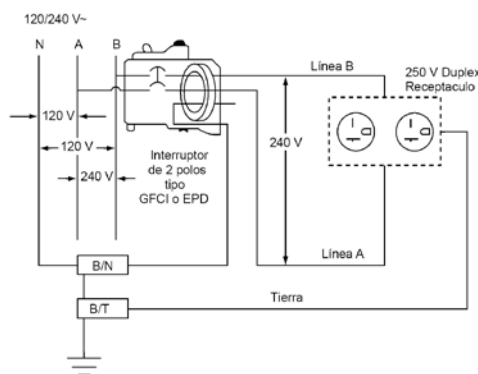 120/240 V~
N A B
120 V
120 V
240 V
Interruptor
de 2 polos
tipo
GFCI o EPD
Línea B
240 V
Línea A
250 V Duplex
Receptaculo
B/N
Tierra
B/T